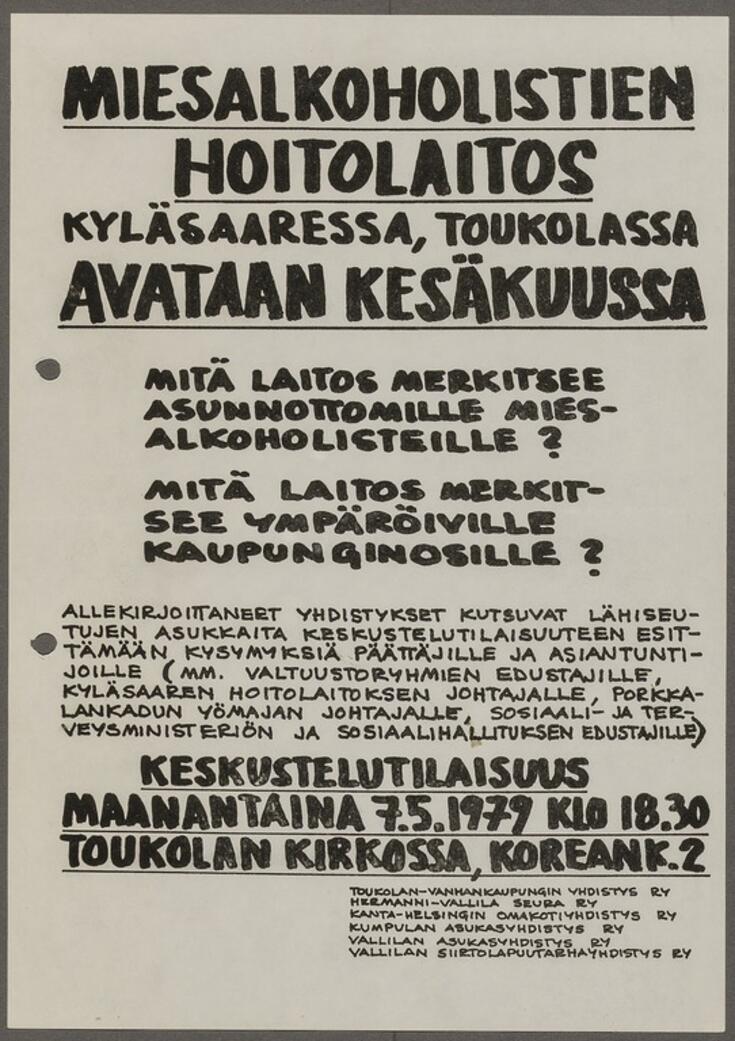 MIESALKOHOLISTIEN
HOITOLAITOS
KYLÄSAARESSA, TOUKOLASSA
AVATAAN KESÄKUUSSA
MITÄ LAITOS MERKITSEE
ASUNNOTTOMILLE MIES-
ALKOHOLISTEILLE ?
MITÄ LAITOS MERKIT-
SEE YMPÄRÖIVILLE
KAUPUNGINOSILLE ?
ALLEKIRJOITTANEET YHDISTYKSET KUTSUVAT LÄHISEU-
TUJEN ASUKKAITA KESKUSTELUTILAISUUTEEN ESIT-
TÄMÄÄN KYSYMYKSIÄ PÄÄTTÄJILLE JA ASIANTUNTI-
JOILLE (MM. VALTUUSTORYHMIEN EDUSTAJILLE,
KYLÄSAAREN HOITOLAITOKSEN JOHTAJALLE, PORKKA-
LANKADUN YÖMAJAN JOHTAJALLE, SOSIAALI- JA TER-
VEYSMINISTERIÖN JA SOSIAALIHALLITUKSEN EDUSTAJILLE)
KESKUSTELUTILAISUUS
MAANANTAINA 7.5.1979 KLO 18.30
TOUKOLAN KIRKOSSA, KOREANK.2
TOUKOLAN-VANHANKAUPUNGIN YHDISTYS RY
HERMANNI-VALLILA SEURA RY
KANTA-HELSINGIN OMAKOTIYHDISTYS RY
KUMPULAN ASUKASYHDISTYS RY
VALLILAN ASUKASYHDISTYS RY
VALLILAN SIIRTOLAPUUTARHAYHDISTYS RY